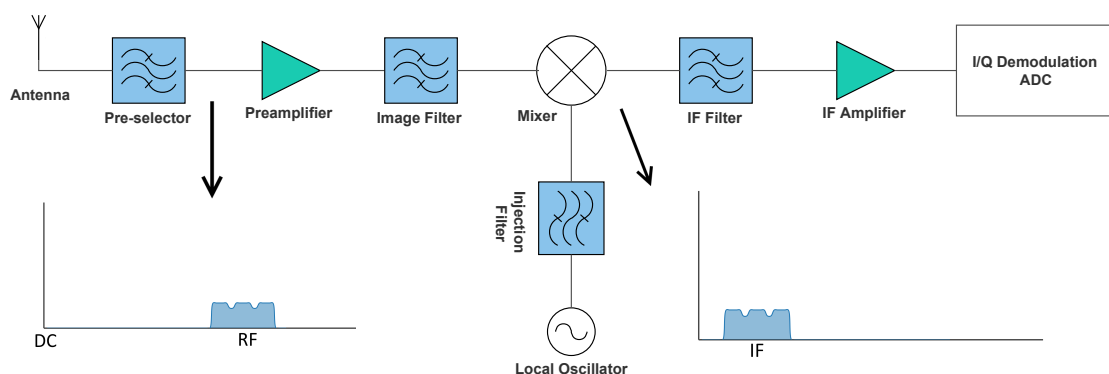 Antenna
Pre-selector
Preamplifier
Image Filter
Mixer
IF Filter
IF Amplifier
I/Q Demodulation
ADC
Injection
Filter
Local Oscillator
DC
RF
IF